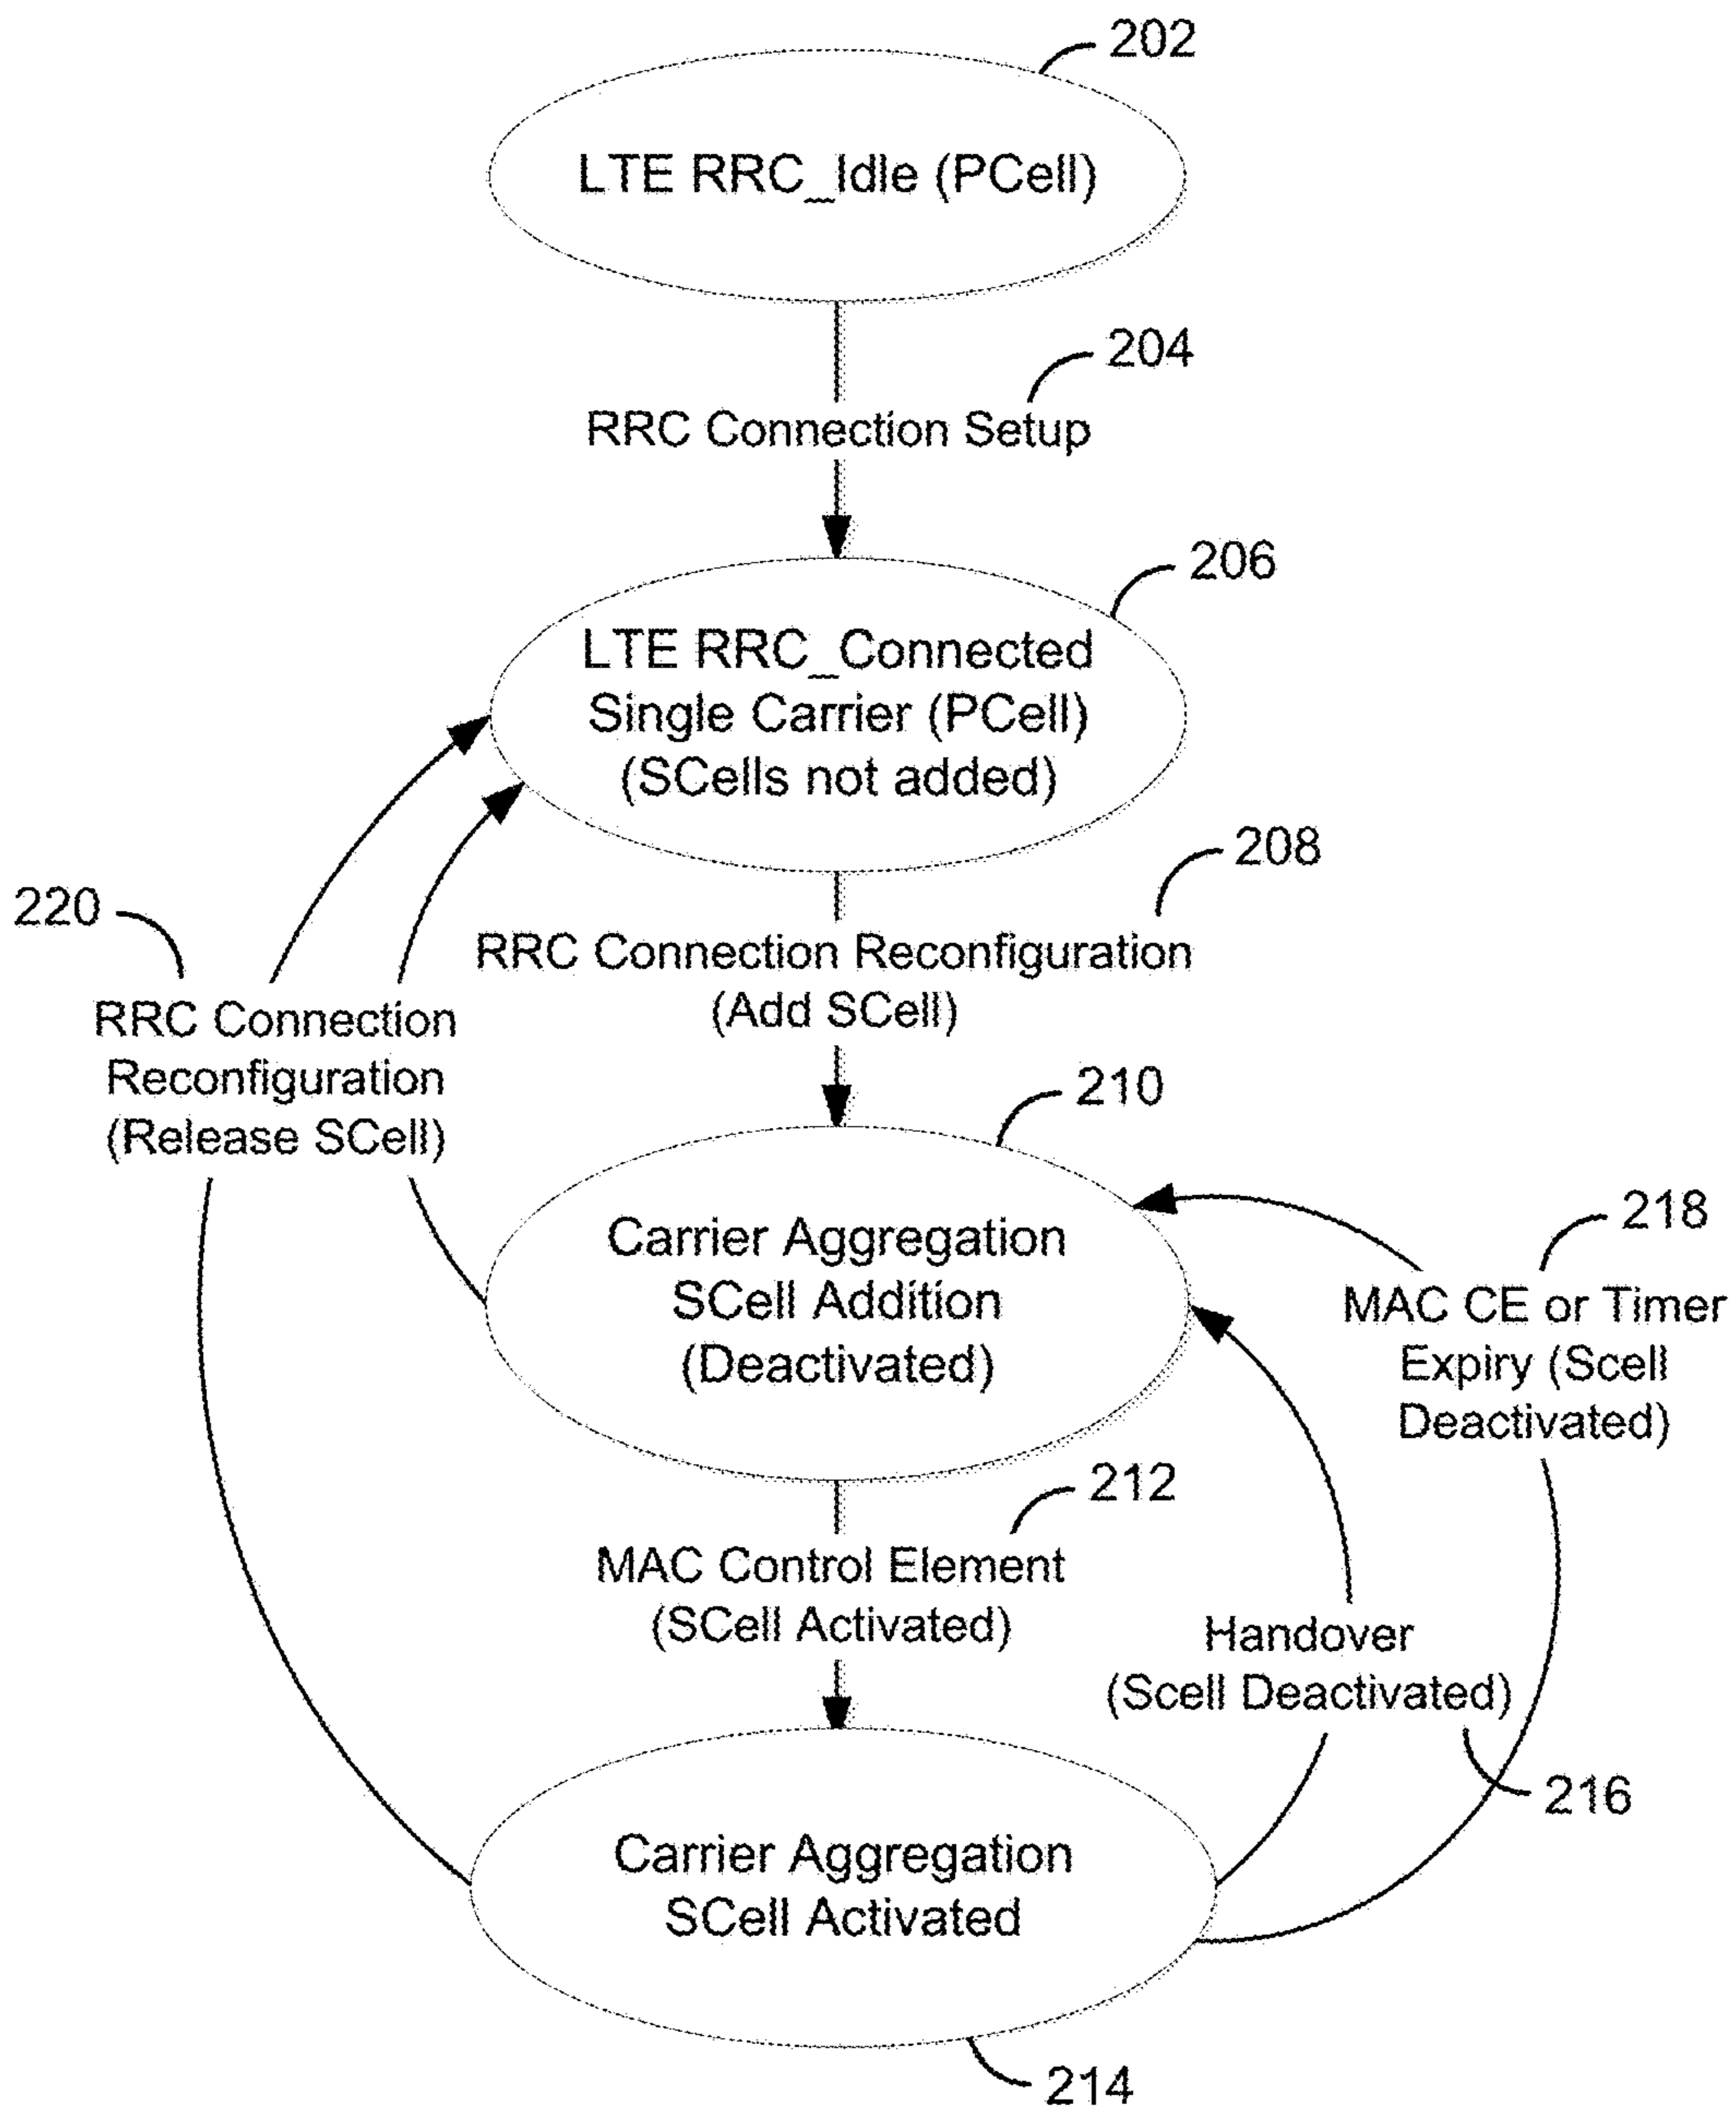 202
LTE RRC_Idle (PCell)
204
RRC Connection Setup
206
LTE RRC_Connected
Single Carrier (PCell)
(SCells not added)
208
220
RRC Connection Reconfiguration
(Add SCell)
RRC Connection
Reconfiguration
(Release SCell)
210
Carrier Aggregation
SCell Addition
(Deactivated)
218
MAC CE or Timer
Expiry (Scell
Deactivated)
212
MAC Control Element
(SCell Activated)
Handover
(Scell Deactivated)
216
Carrier Aggregation
SCell Activated
214